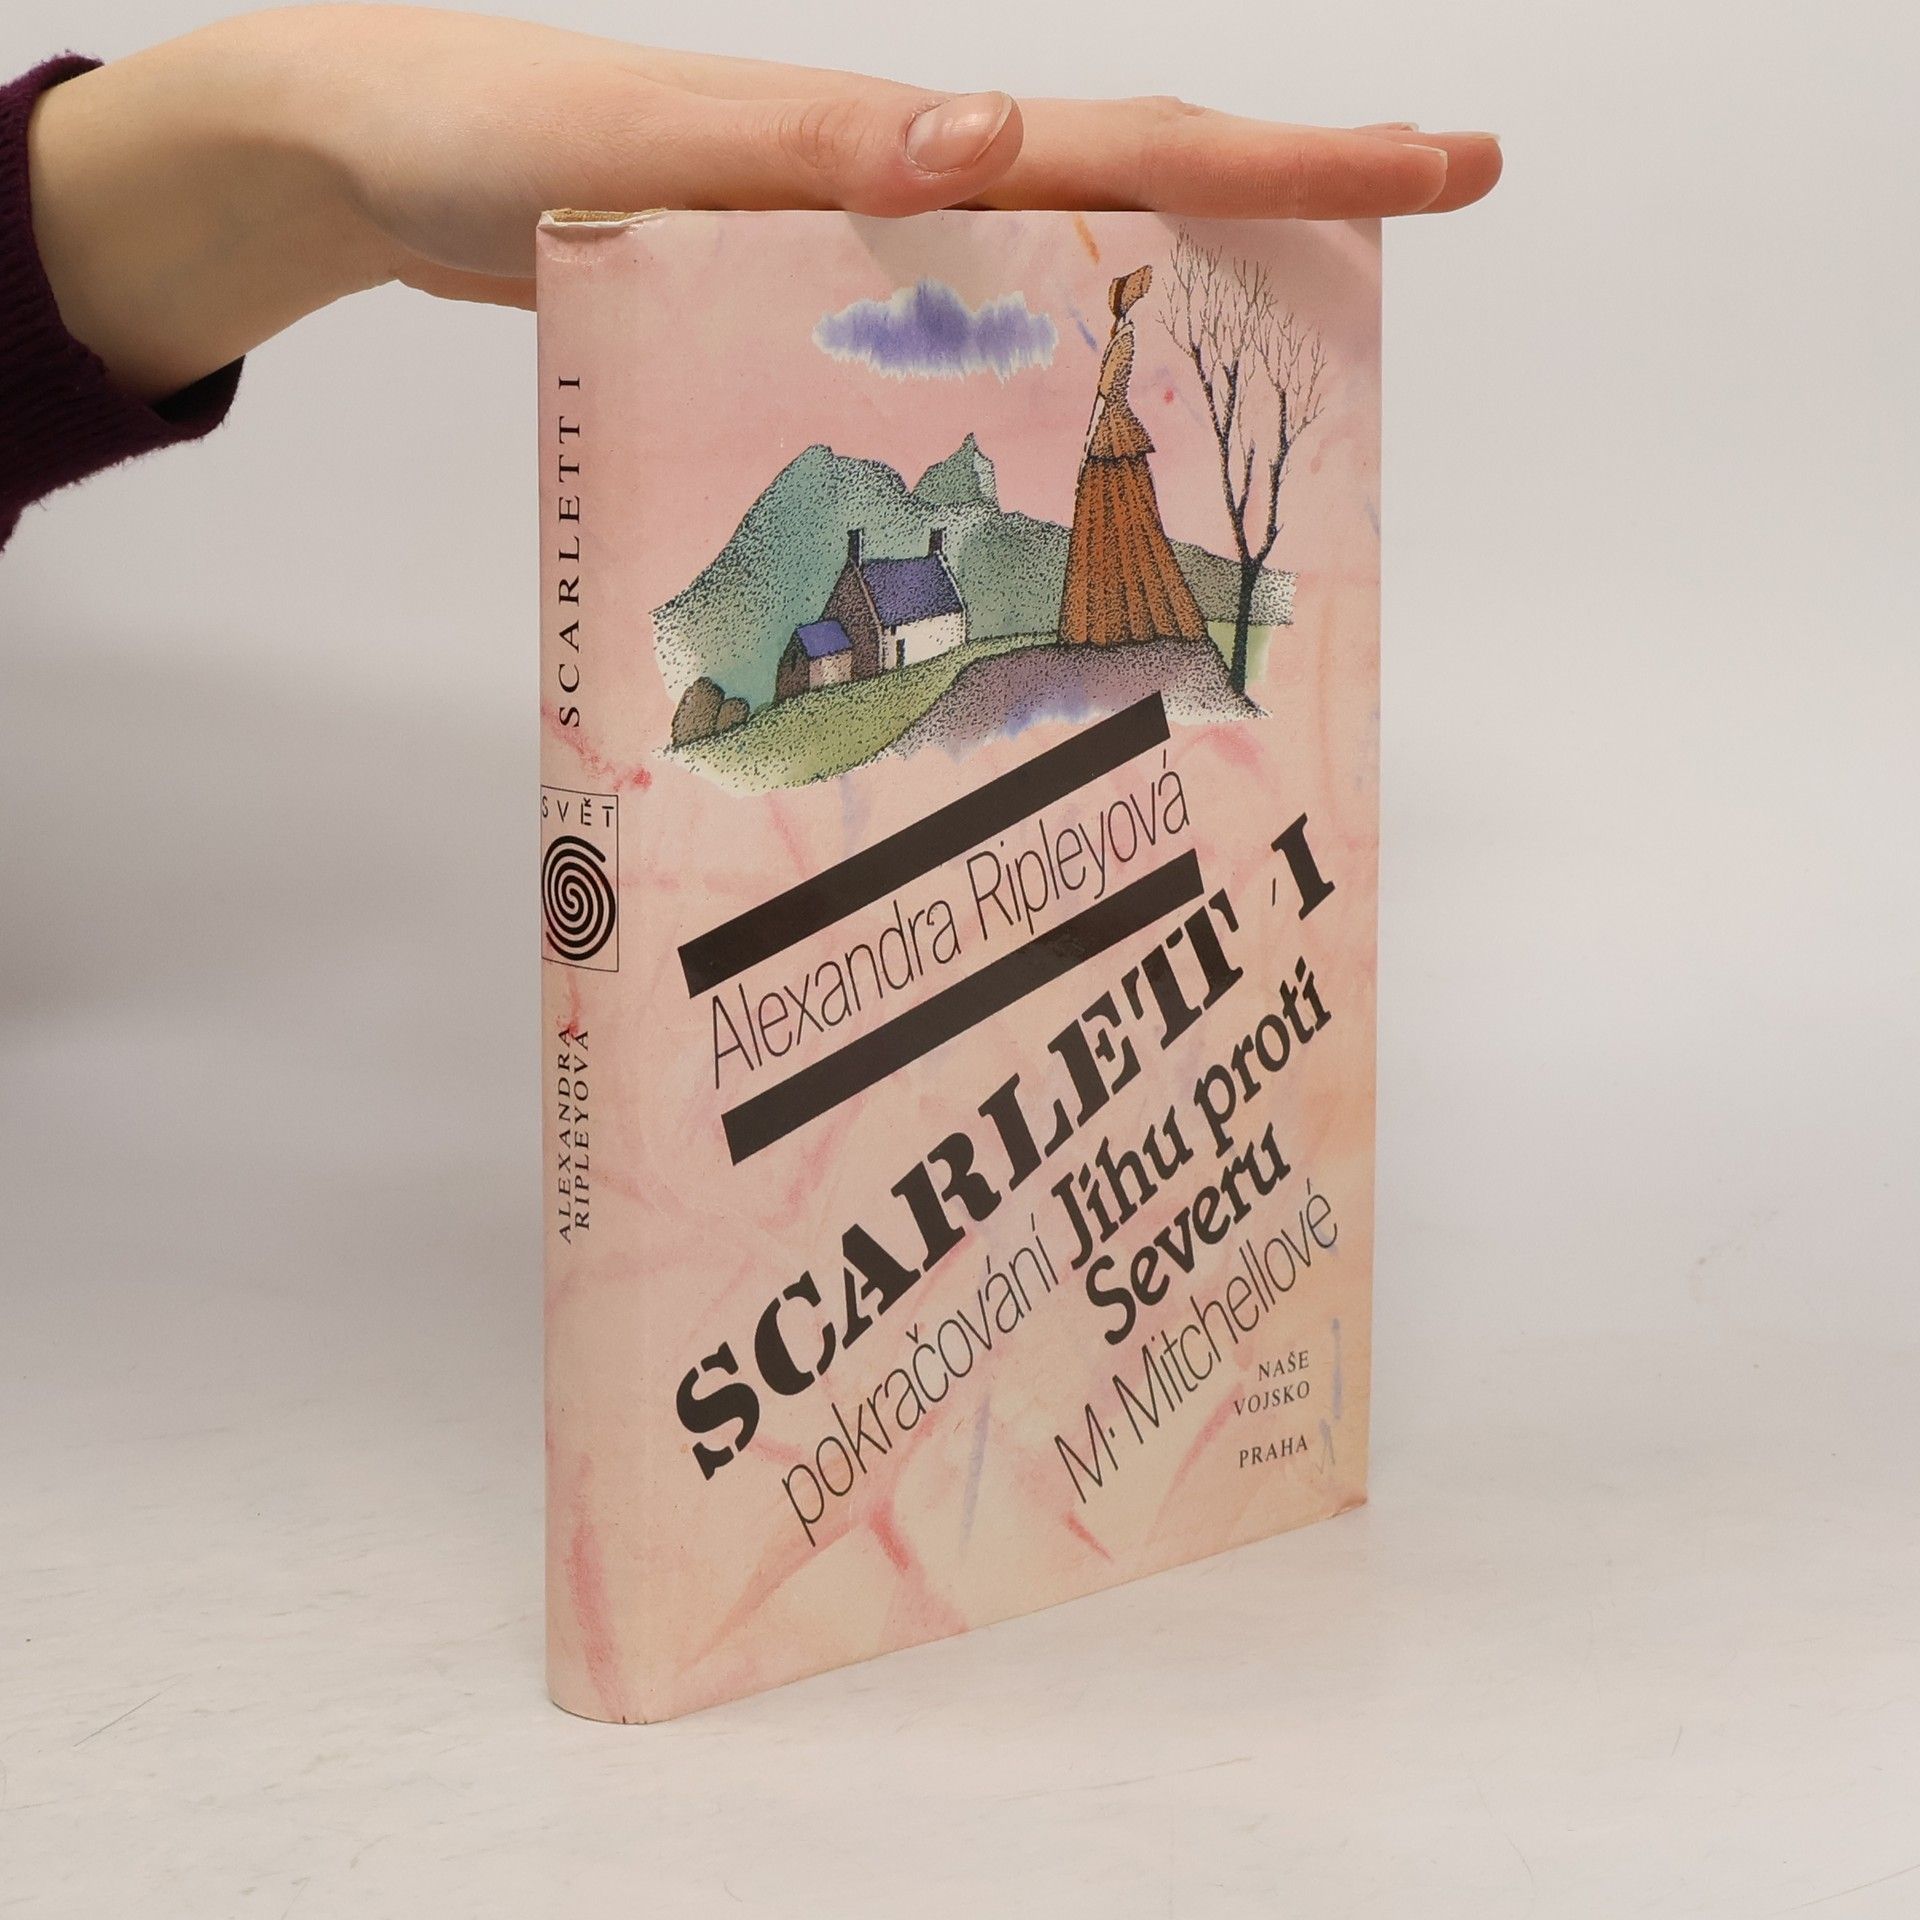 SCARLETT I
SVĚT
ALEXANDRA
RIPLEYOVÁ
Alexandra Ripleyová
SCARLETT I
pokračování Jihu proti
Severu
M. Mitchellové
NAŠE
VOJSKO
PRAHA